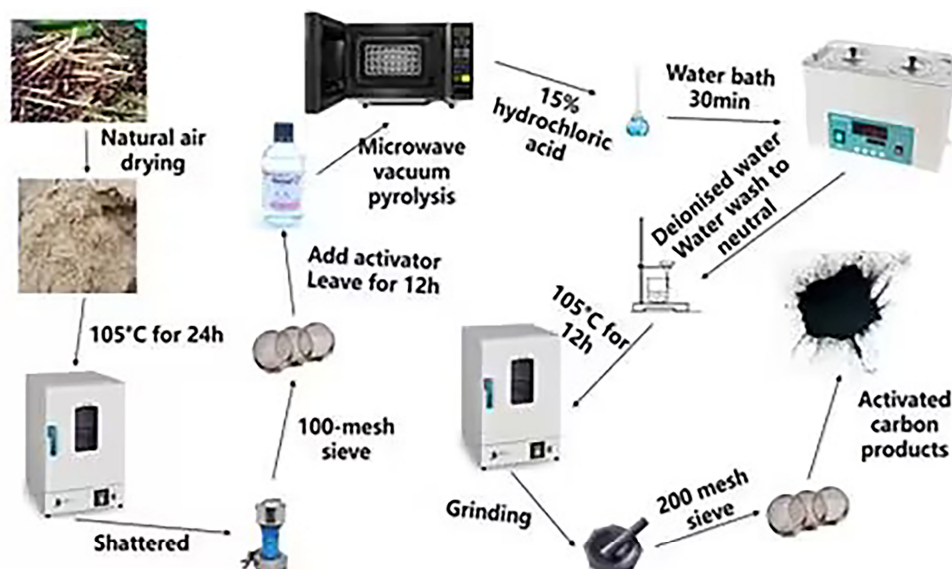 Natural air
drying
105°C for 24h
Shattered
100-mesh
sieve
Add activator
Leave for 12h
Microwave
vacuum
pyrolysis
15%
hydrochloric
acid
Water bath
30min
Deionised water
Water wash to
neutral
105°C for
12h
Grinding
200 mesh
sieve
Activated
carbon
products